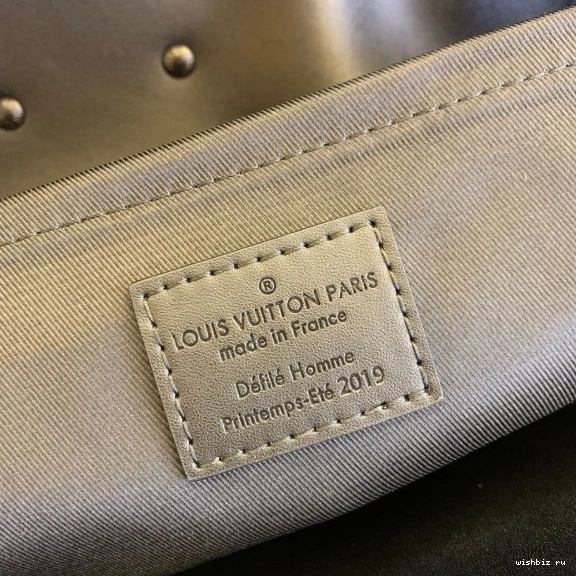 ®
LOUIS VUITTON PARIS
made in France
Défilé Homme
Printemps-Eté 2019
wishbiz ru